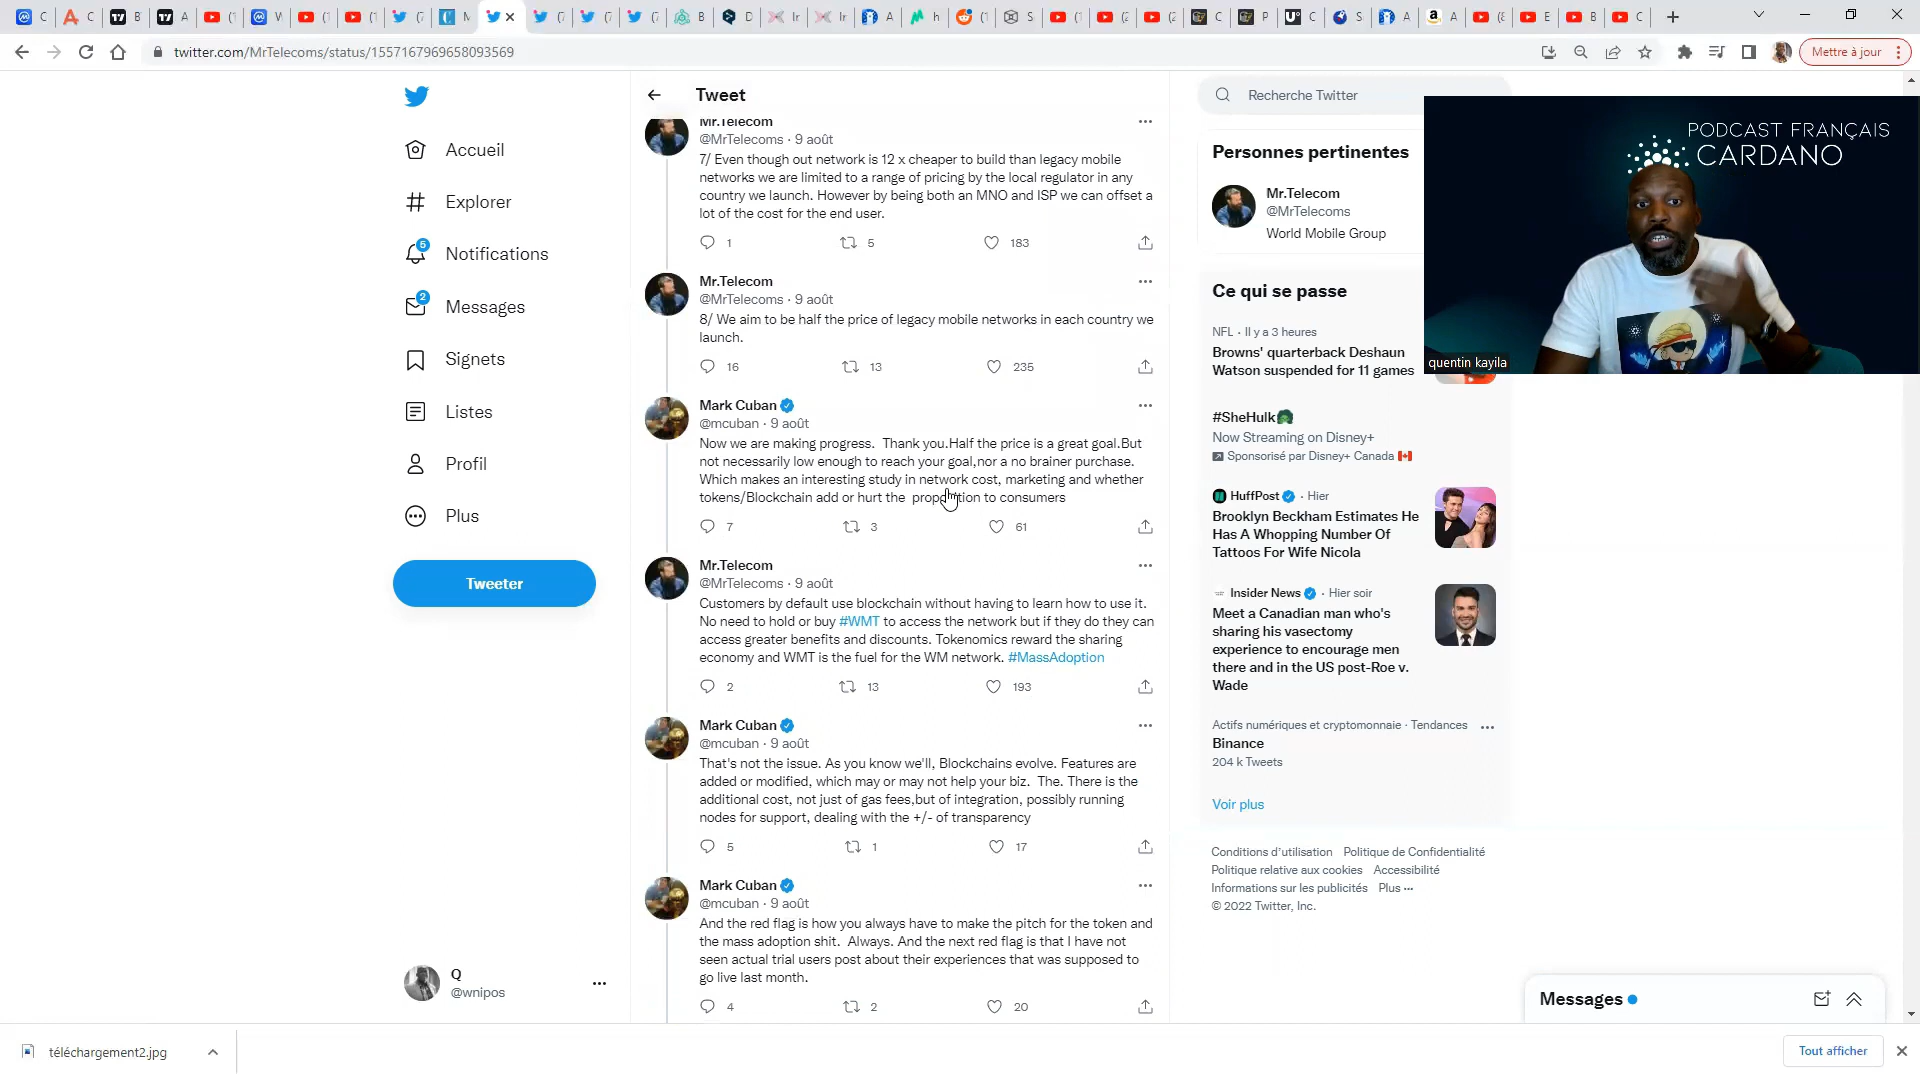 Mettre à jour
twitter.com/MrTelecoms/status/1557167969658093569
Accueil
Explorer
5
Notifications
2
Messages
Signets
Listes
Profil
Plus
Tweeter
Q
@wnipos
Tweet
Mr.Telecom
@MrTelecoms · 9 août
7/ Even though out network is 12 x cheaper to build than legacy mobile
networks we are limited to a range of pricing by the local regulator in any
country we launch. However by being both an MNO and ISP we can offset a
lot of the cost for the end user.
1 5 183
Mr.Telecom
@MrTelecoms · 9 août
8/ We aim to be half the price of legacy mobile networks in each country we
launch.
16 13 235
Mark Cuban
@mcuban · 9 août
Now we are making progress. Thank you.Half the price is a great goal.But
not necessarily low enough to reach your goal,nor a no brainer purchase.
Which makes an interesting study in network cost, marketing and whether
tokens/Blockchain add or hurt the proposition to consumers
7 3 61
Mr.Telecom
@MrTelecoms · 9 août
Customers by default use blockchain without having to learn how to use it.
No need to hold or buy #WMT to access the network but if they do they can
access greater benefits and discounts. Tokenomics reward the sharing
economy and WMT is the fuel for the WM network. #MassAdoption
2 13 193
Mark Cuban
@mcuban · 9 août
That's not the issue. As you know we'll, Blockchains evolve. Features are
added or modified, which may or may not help your biz. The. There is the
additional cost, not just of gas fees,but of integration, possibly running
nodes for support, dealing with the +/- of transparency
5 1 17
Mark Cuban
@mcuban · 9 août
And the red flag is how you always have to make the pitch for the token and
the mass adoption shit. Always. And the next red flag is that I have not
seen actual trial users post about their experiences that was supposed to
go live last month.
4 2 20
Recherche Twitter
Personnes pertinentes
Mr.Telecom
@MrTelecoms
World Mobile Group
Ce qui se passe
NFL · Il y a 3 heures
Browns' quarterback Deshaun
Watson suspended for 11 games
#SheHulk
Now Streaming on Disney+
Sponsorisé par Disney+ Canada
HuffPost · Hier
Brooklyn Beckham Estimates He
Has A Whopping Number Of
Tattoos For Wife Nicola
Insider News · Hier soir
Meet a Canadian man who's
sharing his vasectomy
experience to encourage men
there and in the US post-Roe v.
Wade
Actifs numériques et cryptomonnaie · Tendances
Binance
204 k Tweets
Voir plus
Conditions d'utilisation Politique de Confidentialité
Politique relative aux cookies Accessibilité
Informations sur les publicités Plus
© 2022 Twitter, Inc.
PODCAST FRANÇAIS
CARDANO
quentin kayila
Messages
téléchargement2.jpg
Tout afficher